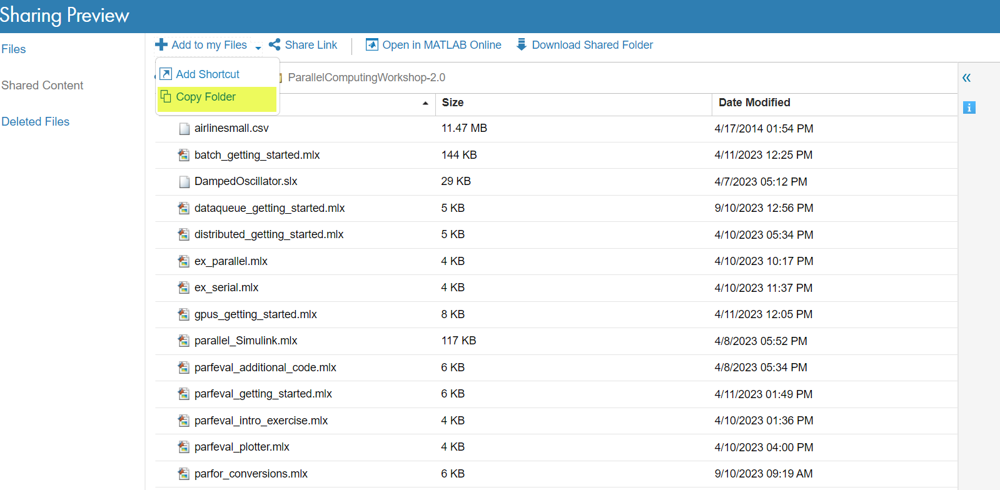 Sharing Preview
Files
Shared Content
Deleted Files
Add to my Files Share Link Open in MATLAB Online Download Shared Folder
Add Shortcut
Copy Folder
ParallelComputingWorkshop-2.0
Size Date Modified
airlinesmall.csv 11.47 MB 4/17/2014 01:54 PM
batch_getting_started.mlx 144 KB 4/11/2023 12:25 PM
DampedOscillator.slx 29 KB 4/7/2023 05:12 PM
dataqueue_getting_started.mlx 5 KB 9/10/2023 12:56 PM
distributed_getting_started.mlx 5 KB 4/10/2023 05:34 PM
ex_parallel.mlx 4 KB 4/10/2023 10:17 PM
ex_serial.mlx 4 KB 4/10/2023 11:37 PM
gpus_getting_started.mlx 8 KB 4/11/2023 12:05 PM
parallel_Simulink.mlx 117 KB 4/8/2023 05:52 PM
parfeval_additional_code.mlx 6 KB 4/8/2023 05:34 PM
parfeval_getting_started.mlx 6 KB 4/11/2023 01:49 PM
parfeval_intro_exercise.mlx 4 KB 4/10/2023 01:36 PM
parfeval_plotter.mlx 4 KB 4/10/2023 04:00 PM
parfor_conversions.mlx 6 KB 9/10/2023 09:19 AM